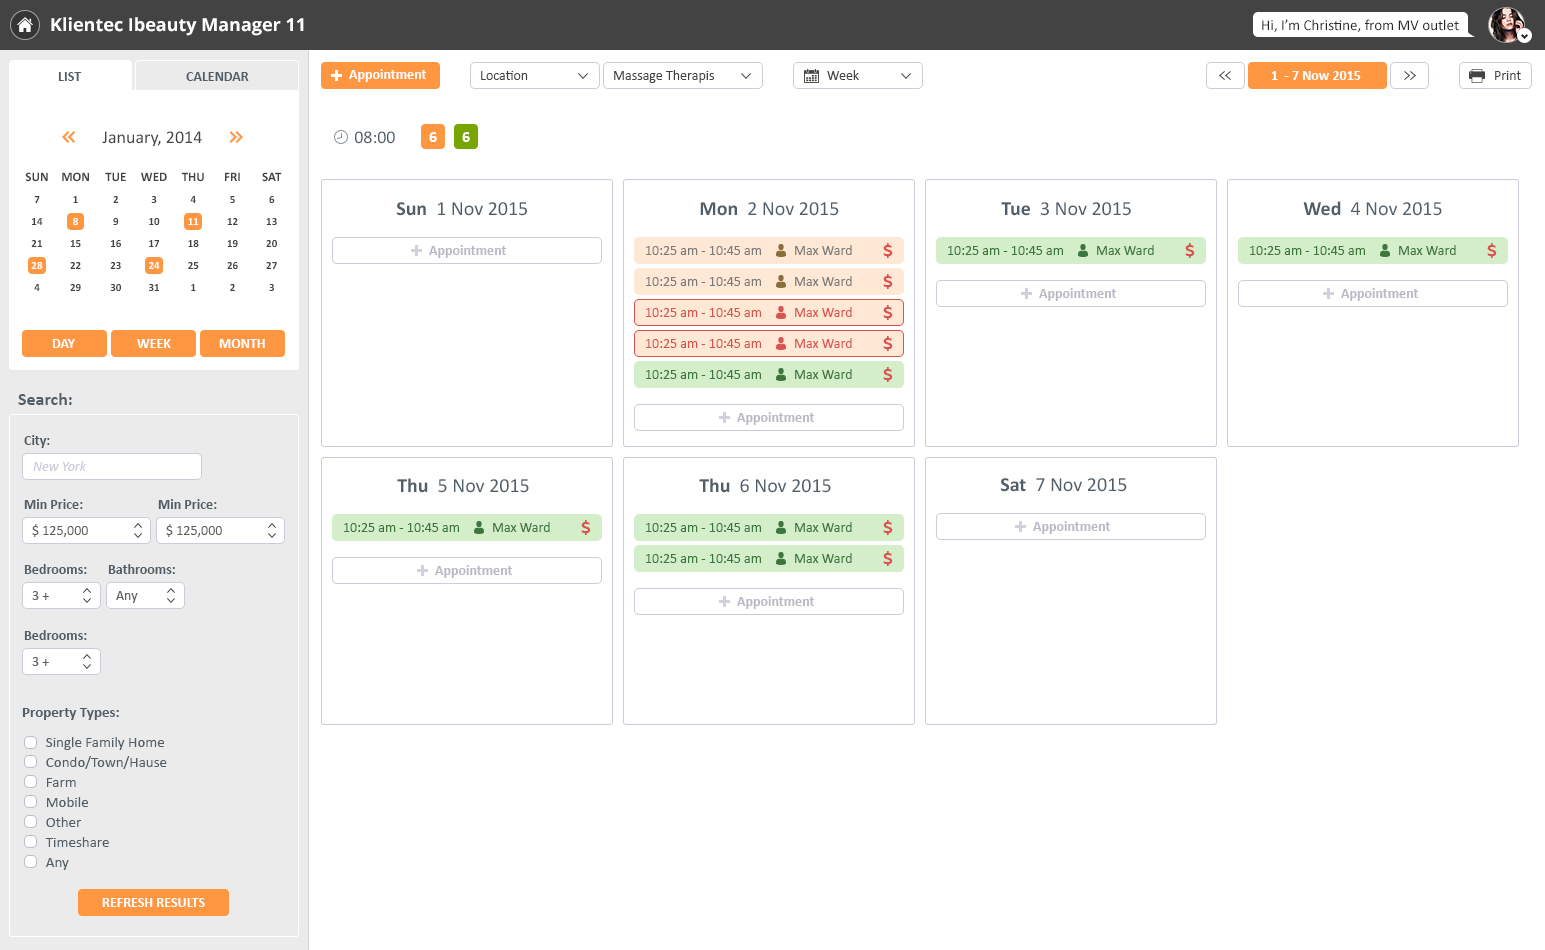 Klientec Ibeauty Manager 11
Hi, I'm Christine, from MV outlet
LIST
CALENDAR
January, 2014
SUN MON TUE WED THU FRI SAT
7 1 2 3 4 5 6
14 8 9 10 11 12 13
21 15 16 17 18 19 20
28 22 23 24 25 26 27
4 29 30 31 1 2 3
DAY
WEEK
MONTH
Search:
City:
New York
Min Price: Min Price:
$ 125,000 $ 125,000
Bedrooms: Bathrooms:
3 + Any
Bedrooms:
3 +
Property Types:
Single Family Home
Condo/Town/Hause
Farm
Mobile
Other
Timeshare
Any
REFRESH RESULTS
+ Appointment
Location
Massage Therapis
Week
<<
1 - 7 Now 2015
>>
Print
08:00
6
6
Sun 1 Nov 2015
+ Appointment
Mon 2 Nov 2015
10:25 am - 10:45 am Max Ward $
10:25 am - 10:45 am Max Ward $
10:25 am - 10:45 am Max Ward $
10:25 am - 10:45 am Max Ward $
10:25 am - 10:45 am Max Ward $
+ Appointment
Tue 3 Nov 2015
10:25 am - 10:45 am Max Ward $
+ Appointment
Wed 4 Nov 2015
10:25 am - 10:45 am Max Ward $
+ Appointment
Thu 5 Nov 2015
10:25 am - 10:45 am Max Ward $
+ Appointment
Thu 6 Nov 2015
10:25 am - 10:45 am Max Ward $
10:25 am - 10:45 am Max Ward $
+ Appointment
Sat 7 Nov 2015
+ Appointment